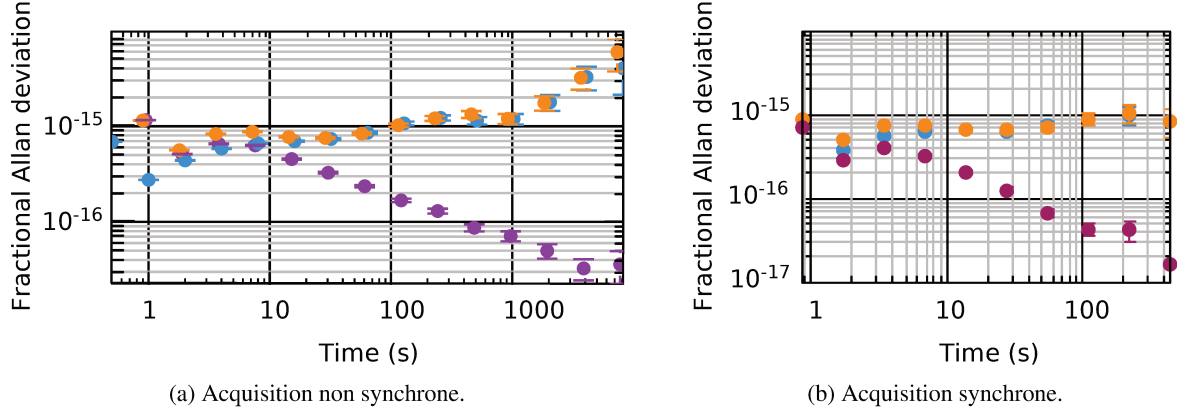 Fractional Allan deviation
10-15
10-16
1
10
100
1000
Time (s)
(a) Acquisition non synchrone.
Fractional Allan deviation
10-15
10-16
10-17
1
10
100
Time (s)
(b) Acquisition synchrone.